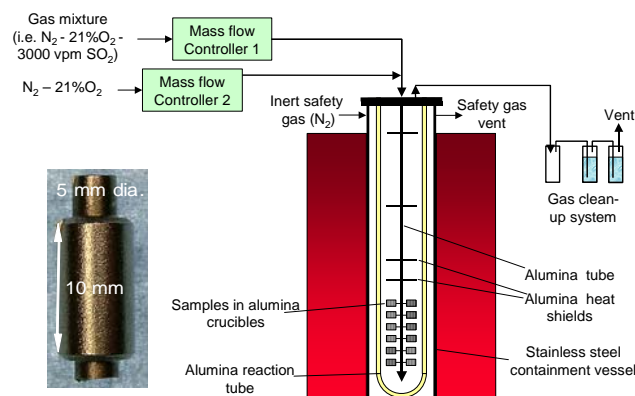 Gas mixture
(i.e. N2 - 21%O2 -
3000 vpm SO2)
Mass flow
Controller 1
N2 – 21%O2
Mass flow
Controller 2
Inert safety
gas (N2)
Safety gas
vent
Vent
Gas clean-
up system
5 mm dia.
10 mm
Alumina tube
Alumina heat
shields
Samples in alumina
crucibles
Stainless steel
containment vessel
Alumina reaction
tube